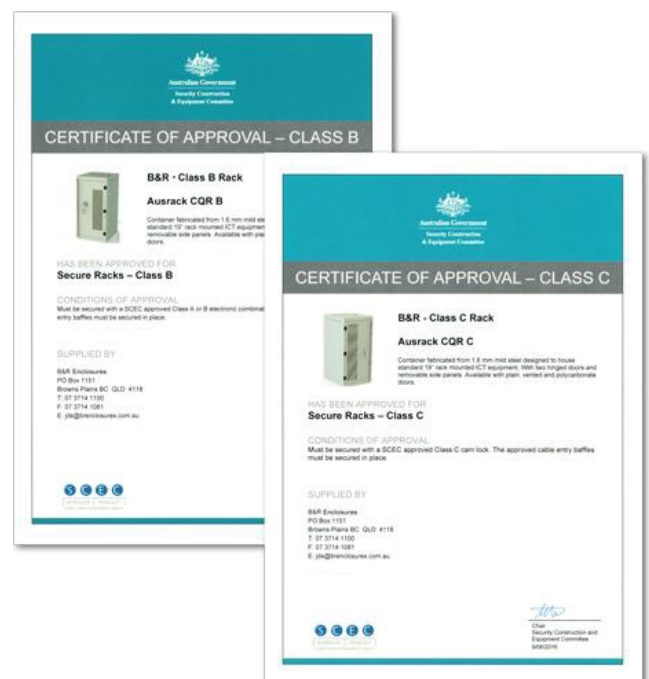 Australian Government
Security Construction
& Equipment Committee
CERTIFICATE OF APPROVAL – CLASS B
B&R - Class B Rack
Ausrack CQR B
Container fabricated from 1.6 mm mild
standard 19" rack mounted ICT equipment
removable side panels. Available with
doors.
HAS BEEN APPROVED FOR
Secure Racks – Class B
CONDITIONS OF APPROVAL
Must be secured with a SCEC approved Class A or B electronic
entry baffles must be secured in place.
SUPPLIED BY
B&R Enclosures
PO Box 1151
Browns Plains BC QLD 4118
T: 07 3714 1100
F: 07 3714 1081
E: jds@brenclosures.com.au
SCEC
Australian Government
Security Construction
& Equipment Committee
CERTIFICATE OF APPROVAL – CLASS C
B&R - Class C Rack
Ausrack CQR C
Container fabricated from 1.6 mm mild steel designed to house
standard 19" rack mounted ICT equipment. With two hinged doors and
removable side panels. Available with plain, vented and polycarbonate
doors.
HAS BEEN APPROVED FOR
Secure Racks – Class C
CONDITIONS OF APPROVAL
Must be secured with a SCEC approved Class C cam lock. The approved cable entry baffles
must be secured in place.
SUPPLIED BY
B&R Enclosures
PO Box 1151
Browns Plains BC QLD 4118
T: 07 3714 1100
F: 07 3714 1081
E: jds@brenclosures.com.au
SCEC
Chair
Security Construction and
Equipment Committee
9/06/2016